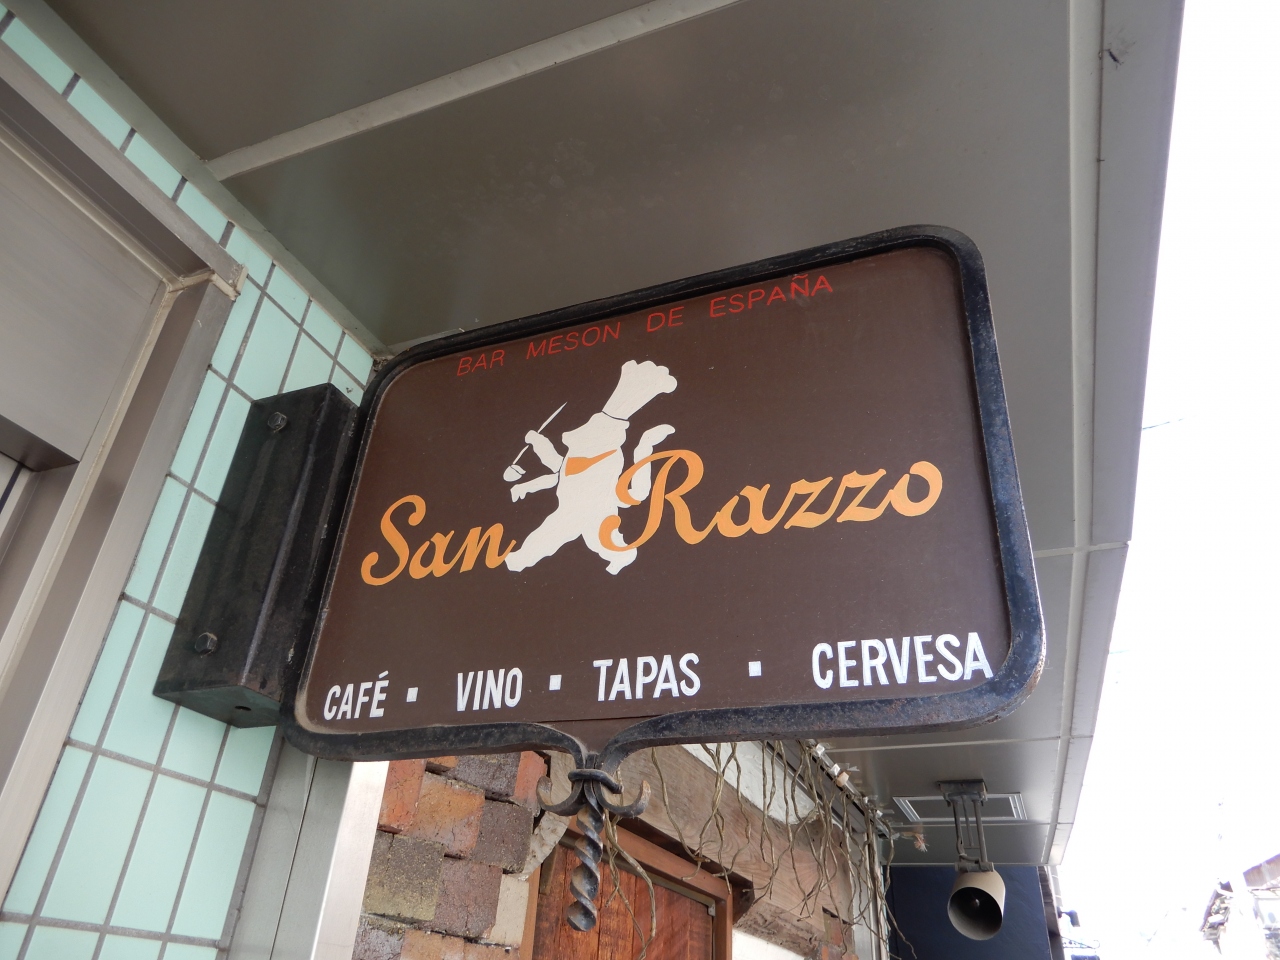 BAR MESON DE ESPAÑA
San Razzo
CAFÉ ▪ VINO ▪ TAPAS ▪ CERVESA